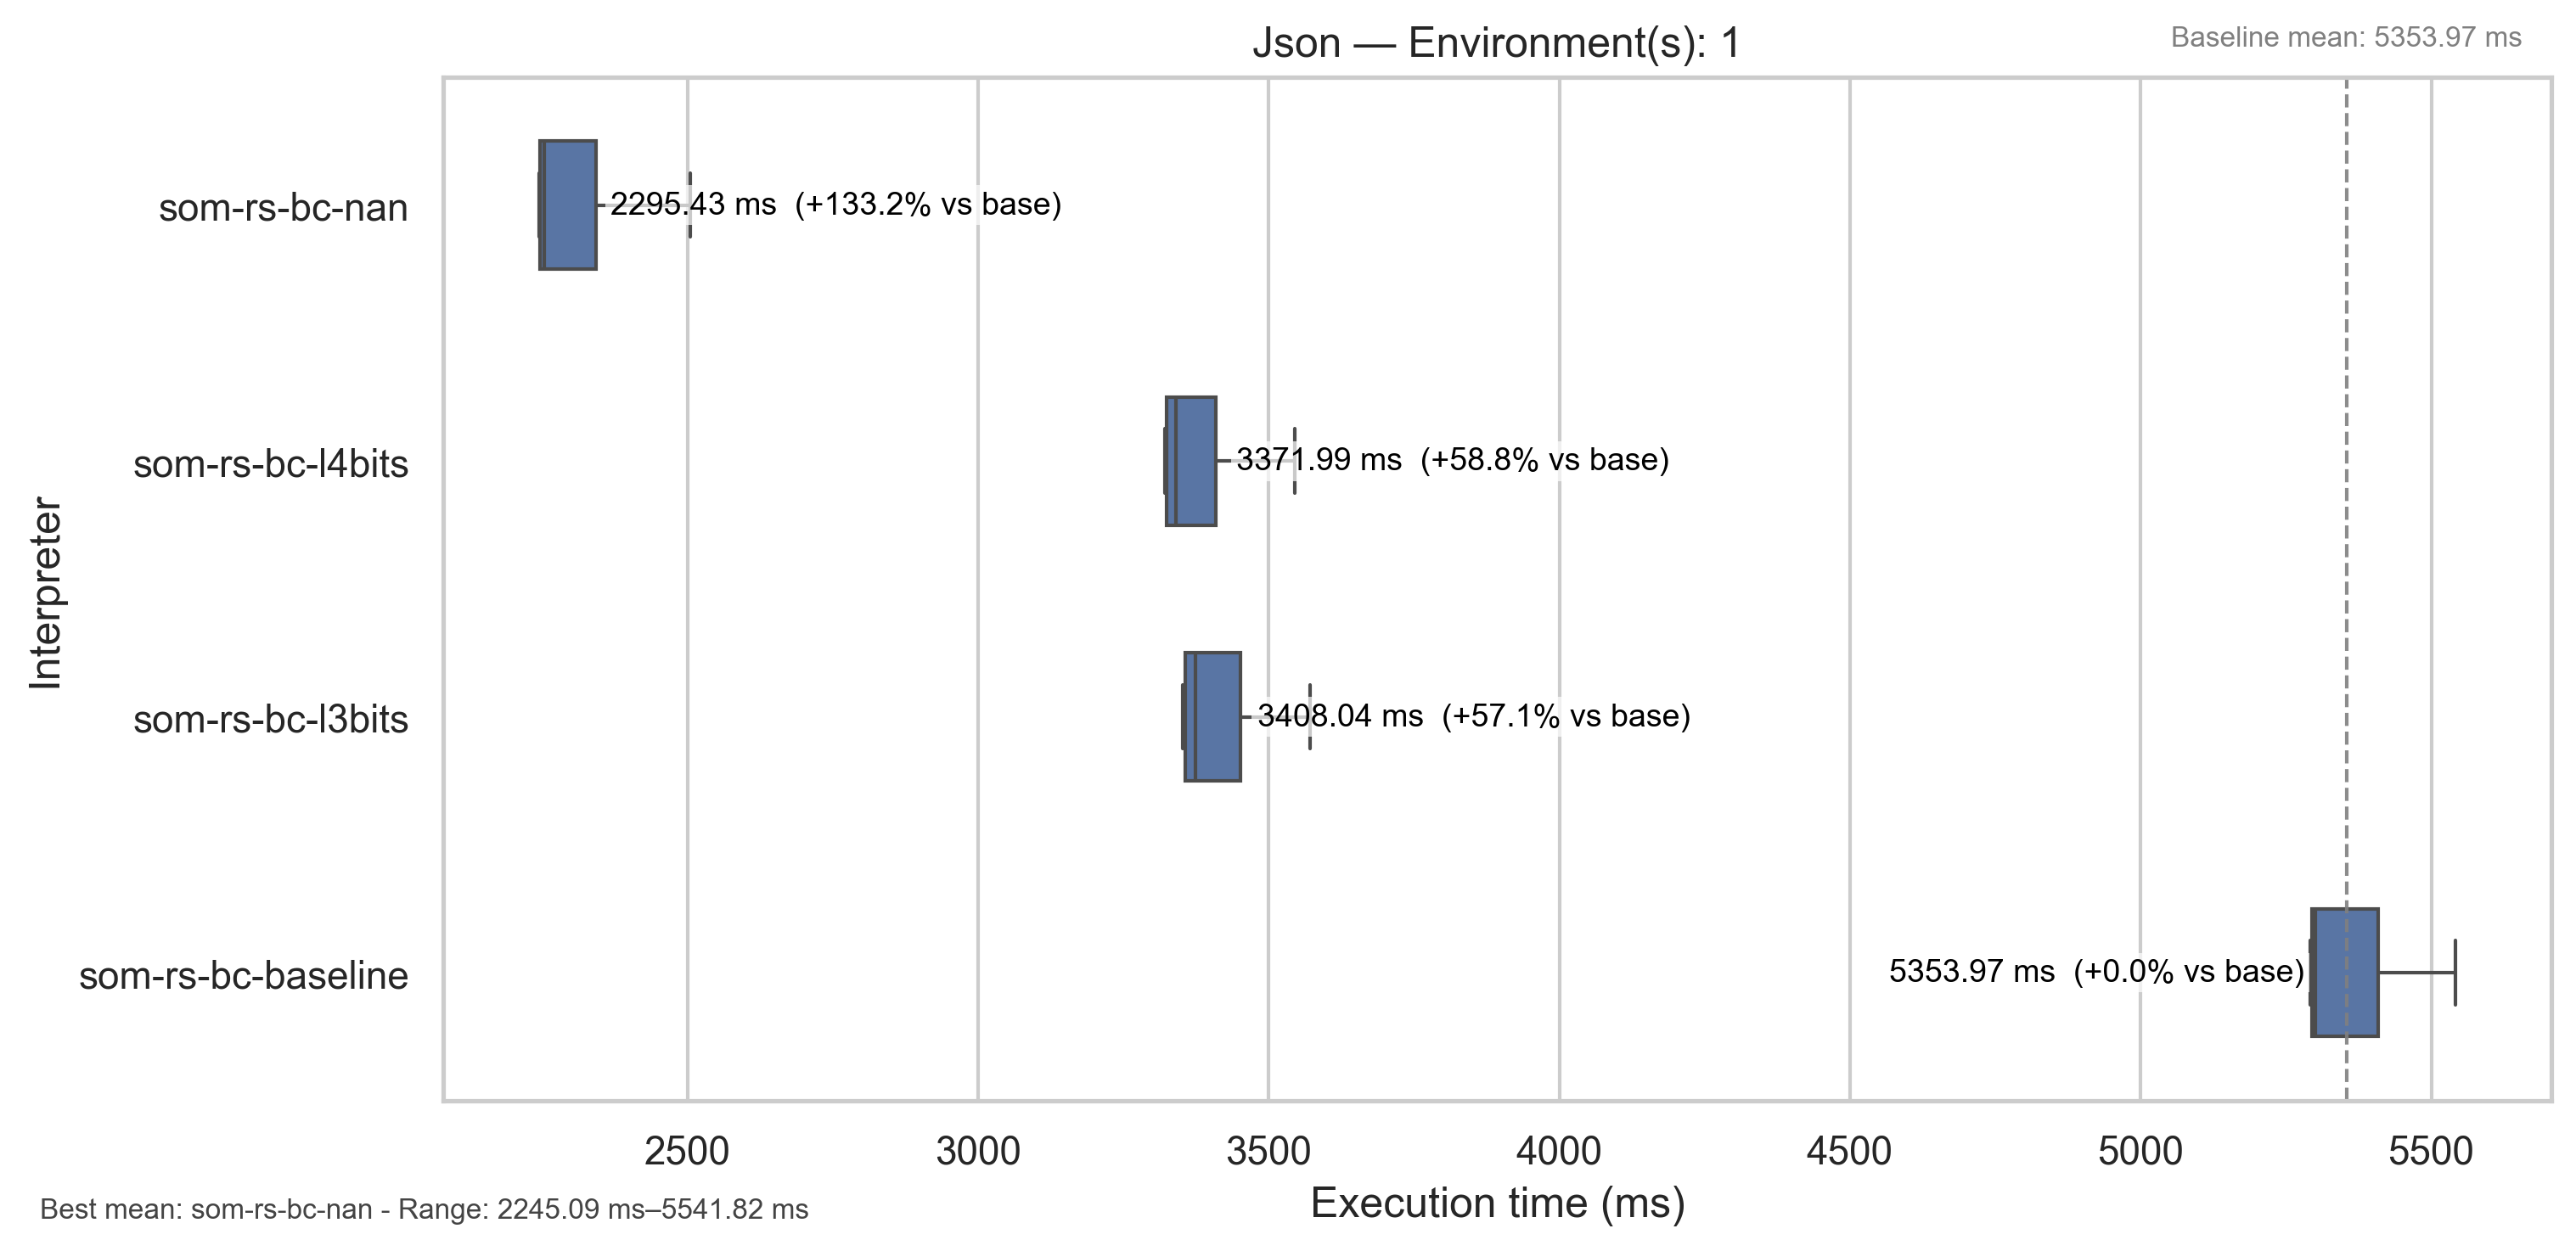 Json — Environment(s): 1
Baseline mean: 5353.97 ms
Interpreter
som-rs-bc-nan
2295.43 ms (+133.2% vs base)
som-rs-bc-l4bits
3371.99 ms (+58.8% vs base)
som-rs-bc-l3bits
3408.04 ms (+57.1% vs base)
som-rs-bc-baseline
5353.97 ms (+0.0% vs base)
2500 3000 3500 4000 4500 5000 5500
Execution time (ms)
Best mean: som-rs-bc-nan - Range: 2245.09 ms–5541.82 ms